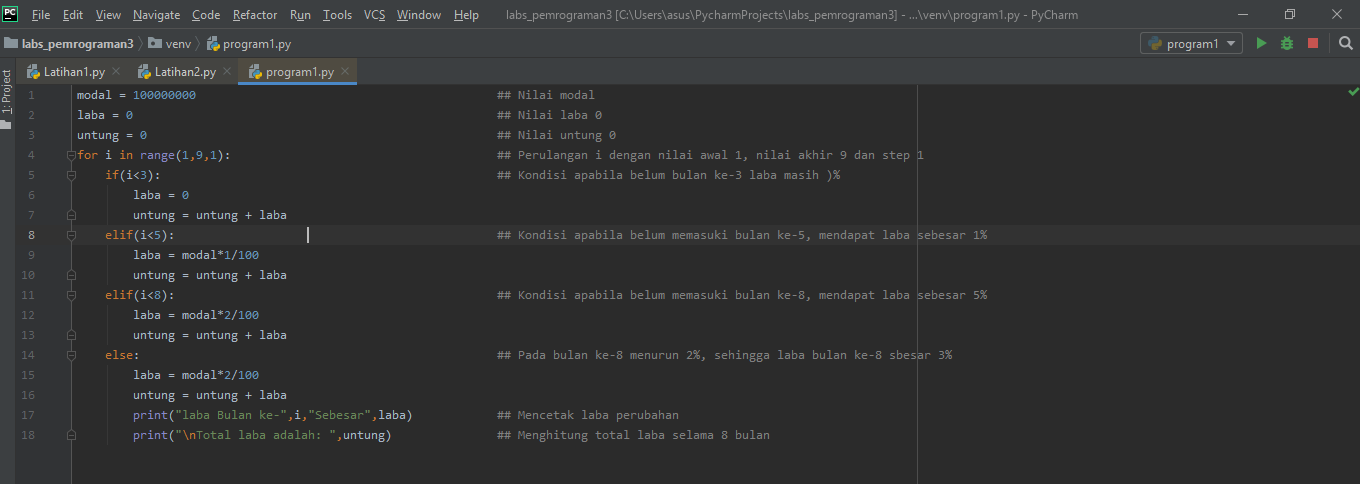 PC File Edit View Navigate Code Refactor Run Tools VCS Window Help labs_pemrograman3 [C:\Users\asus\PycharmProjects\labs_pemrograman3] - ...\venv\program1.py - PyCharm
labs_pemrograman3 venv program1.py program1
Latihan1.py Latihan2.py program1.py
1: Project
1 modal = 100000000 ## Nilai modal
2 laba = 0 ## Nilai laba 0
3 untung = 0 ## Nilai untung 0
4 for i in range(1,9,1): ## Perulangan i dengan nilai awal 1, nilai akhir 9 dan step 1
5 if(i<3): ## Kondisi apabila belum bulan ke-3 laba masih )%
6 laba = 0
7 untung = untung + laba
8 elif(i<5): ## Kondisi apabila belum memasuki bulan ke-5, mendapat laba sebesar 1%
9 laba = modal*1/100
10 untung = untung + laba
11 elif(i<8): ## Kondisi apabila belum memasuki bulan ke-8, mendapat laba sebesar 5%
12 laba = modal*2/100
13 untung = untung + laba
14 else: ## Pada bulan ke-8 menurun 2%, sehingga laba bulan ke-8 sbesar 3%
15 laba = modal*2/100
16 untung = untung + laba
17 print("laba Bulan ke-",i,"Sebesar",laba) ## Mencetak laba perubahan
18 print("\nTotal laba adalah: ",untung) ## Menghitung total laba selama 8 bulan